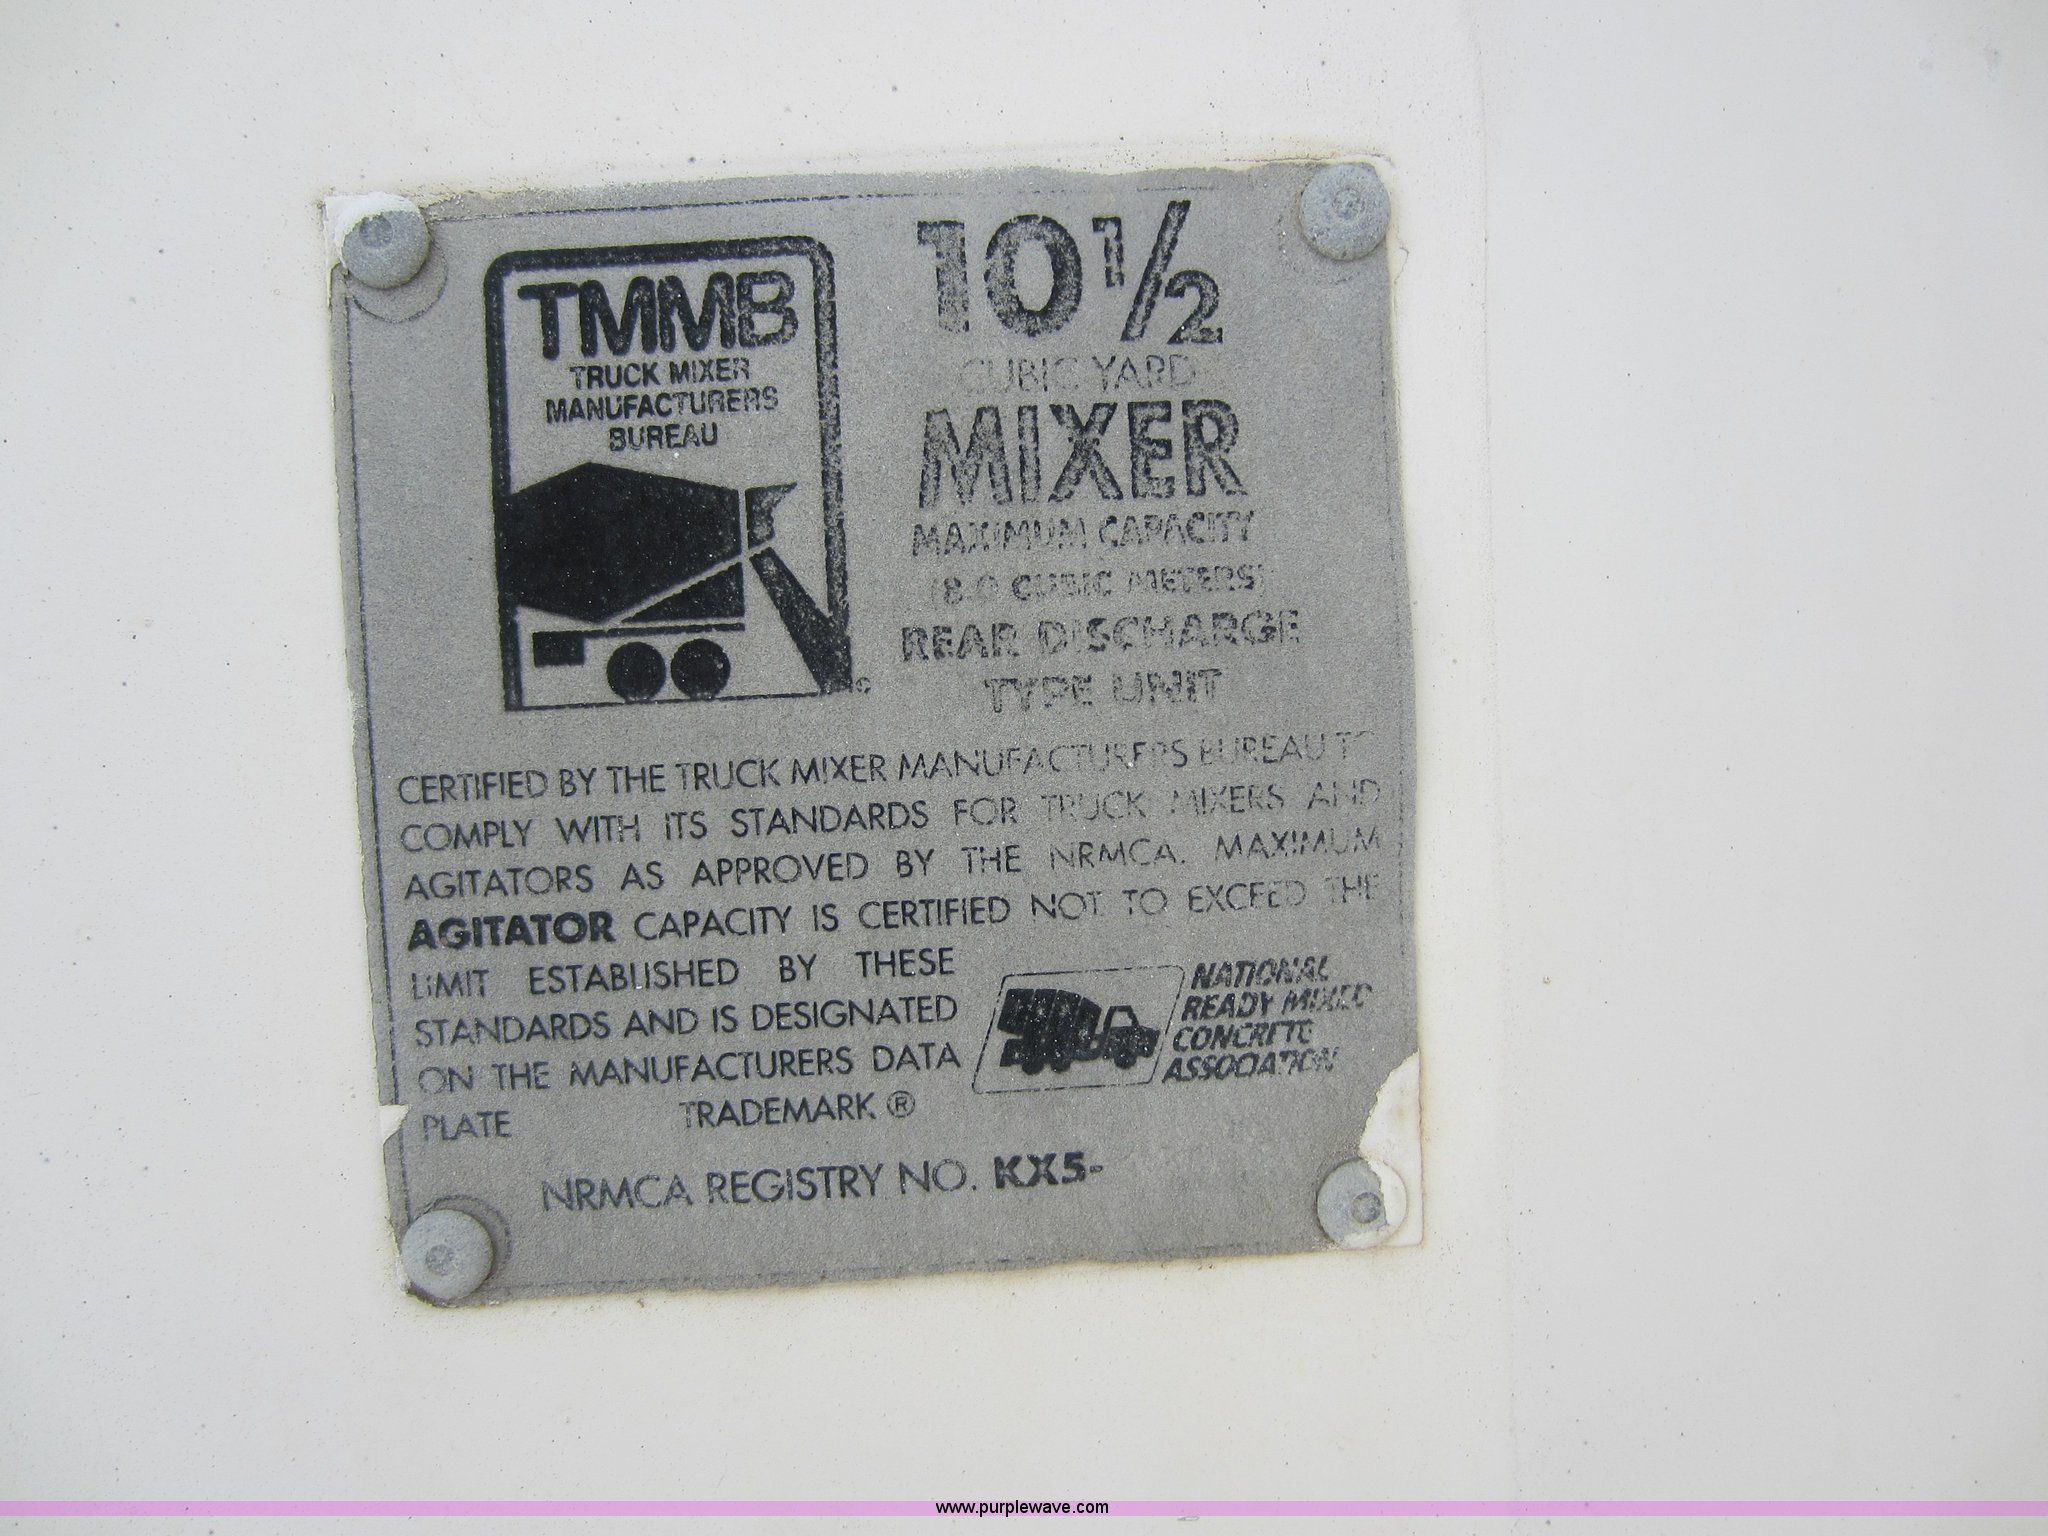 TMMB
TRUCK MIXER
MANUFACTURERS
BUREAU
10 1/2
CUBIC YARD
MIXER
MAXIMUM CAPACITY
(8.0 CUBIC METERS)
REAR DISCHARGE
TYPE UNIT
CERTIFIED BY THE TRUCK MIXER MANUFACTURERS BUREAU TO
COMPLY WITH ITS STANDARDS FOR TRUCK MIXERS AND
AGITATORS AS APPROVED BY THE NRMCA. MAXIMUM
AGITATOR CAPACITY IS CERTIFIED NOT TO EXCEED THE
LIMIT ESTABLISHED BY THESE
STANDARDS AND IS DESIGNATED
ON THE MANUFACTURERS DATA
PLATE TRADEMARK ®
NATIONAL
READY MIXED
CONCRETE
ASSOCIATION
NRMCA REGISTRY NO. KX5-
www.purplewave.com